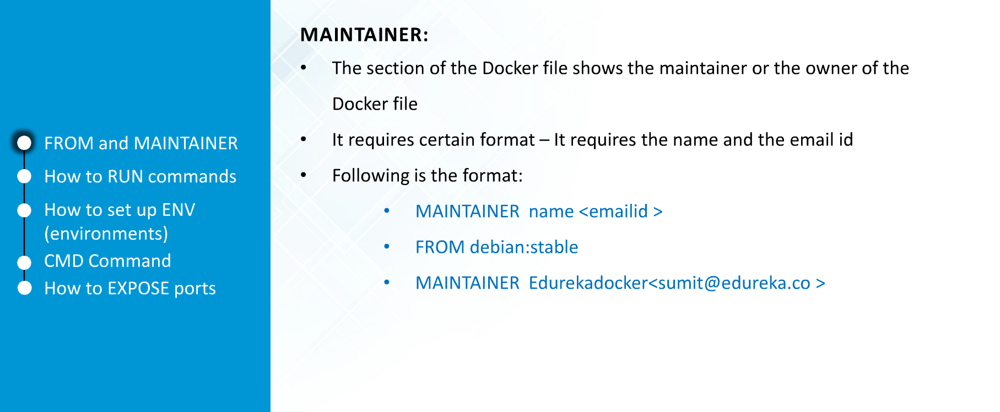 FROM and MAINTAINER
How to RUN commands
How to set up ENV
(environments)
CMD Command
How to EXPOSE ports
MAINTAINER:
• The section of the Docker file shows the maintainer or the owner of the
Docker file
• It requires certain format – It requires the name and the email id
• Following is the format:
• MAINTAINER  name <emailid >
• FROM debian:stable
• MAINTAINER  Edurekadocker<sumit@edureka.co >